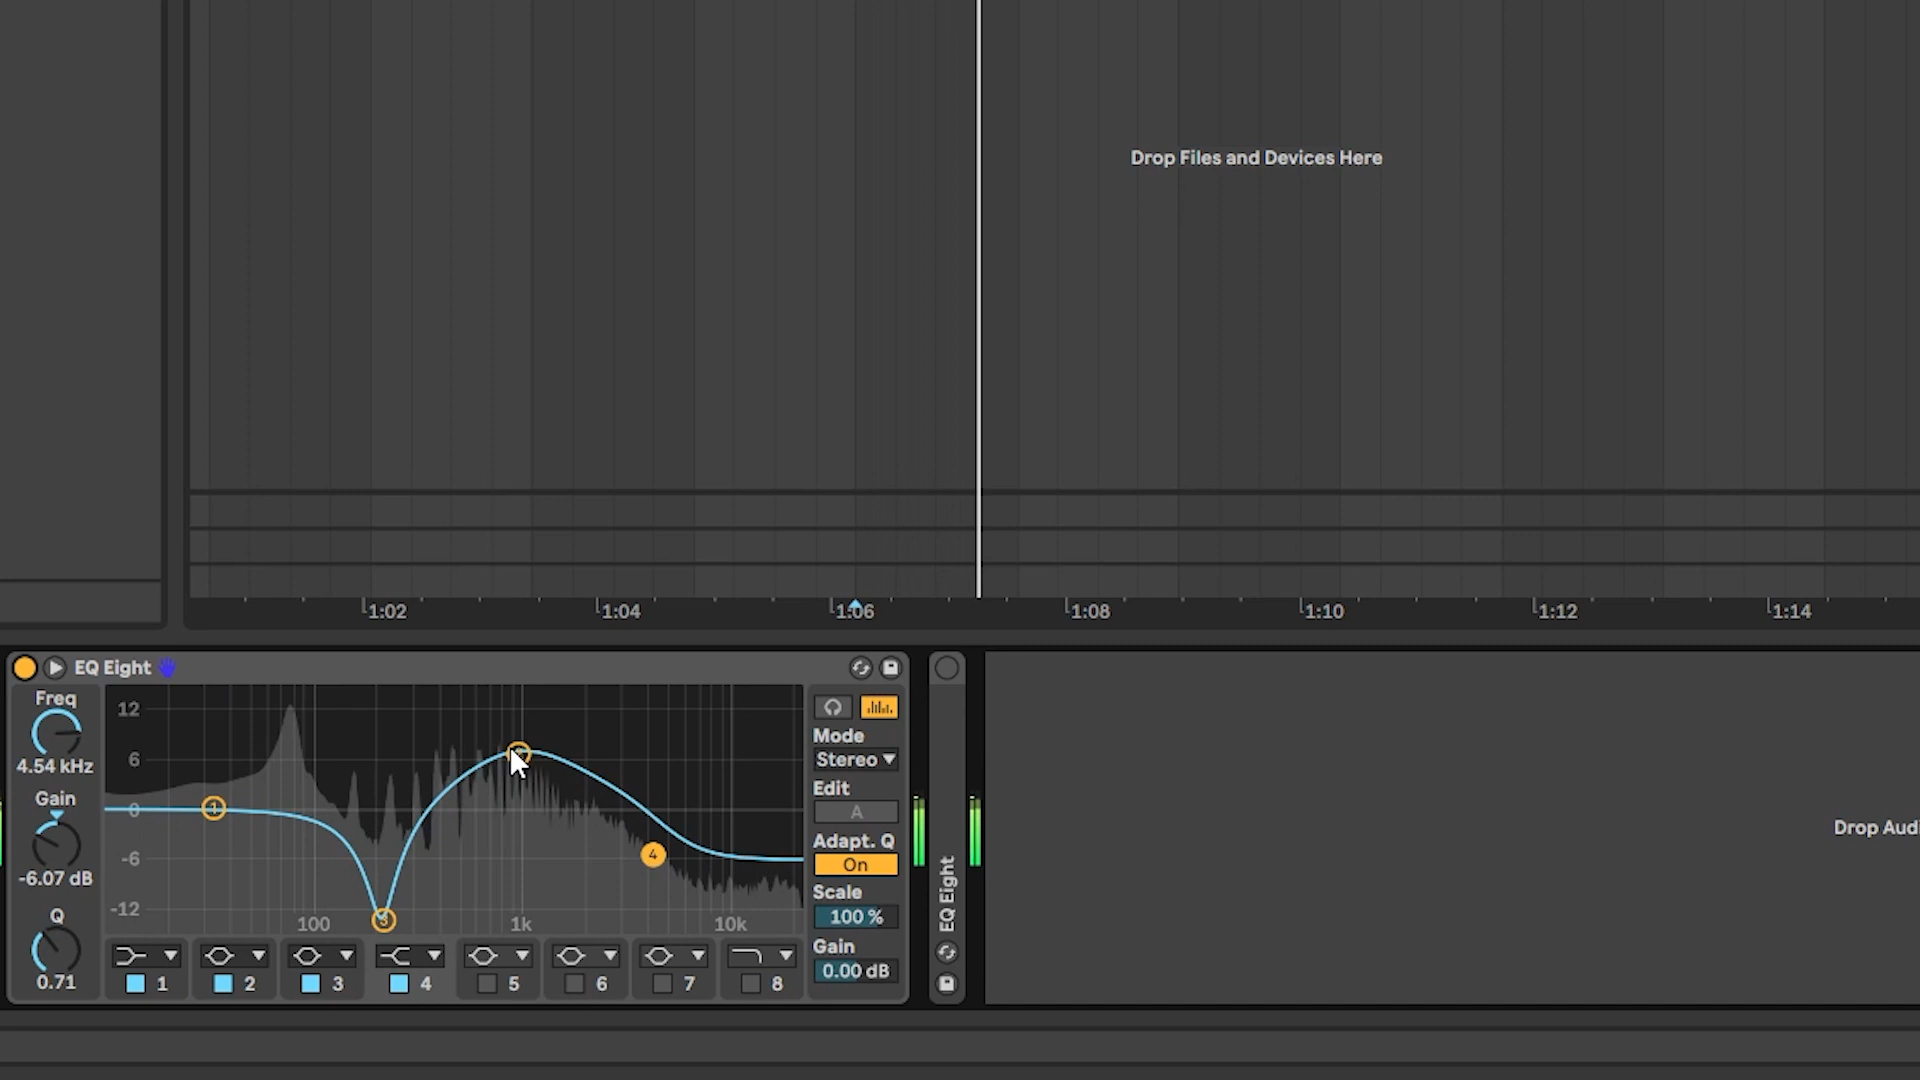 Drop Files and Devices Here
1:02 1:04 1:06 1:08 1:10 1:12 1:14
EQ Eight
Freq
4.54 kHz
Gain
-6.07 dB
Q
0.71
12
6
0
-6
-12
100 1k 10k
1
3
4
1 2 3 4 5 6 7 8
Mode
Stereo
Edit
A
Adapt. Q
On
Scale
100 %
Gain
0.00 dB
EQ Eight
Drop Audi